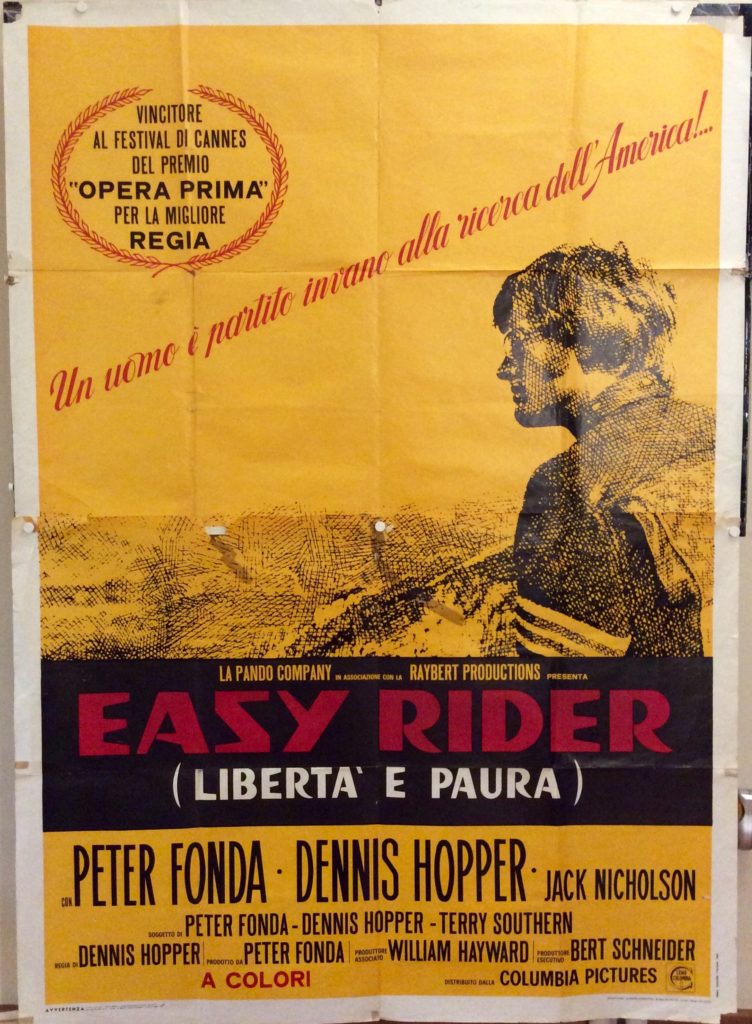 VINCITORE
AL FESTIVAL DI CANNES
DEL PREMIO
"OPERA PRIMA"
PER LA MIGLIORE
REGIA
Un uomo è partito invano alla ricerca dell'America!...
LA PANDO COMPANY IN ASSOCIAZIONE CON LA RAYBERT PRODUCTIONS PRESENTA
EASY RIDER
(LIBERTA' E PAURA)
CON PETER FONDA · DENNIS HOPPER · JACK NICHOLSON
SOGGETTO DI PETER FONDA - DENNIS HOPPER - TERRY SOUTHERN
REGIA DI DENNIS HOPPER | PRODOTTO DA PETER FONDA | PRODUTTORE ASSOCIATO WILLIAM HAYWARD | PRODUTTORE ESECUTIVO BERT SCHNEIDER
A COLORI DISTRIBUITO DALLA COLUMBIA PICTURES
AVVERTENZA